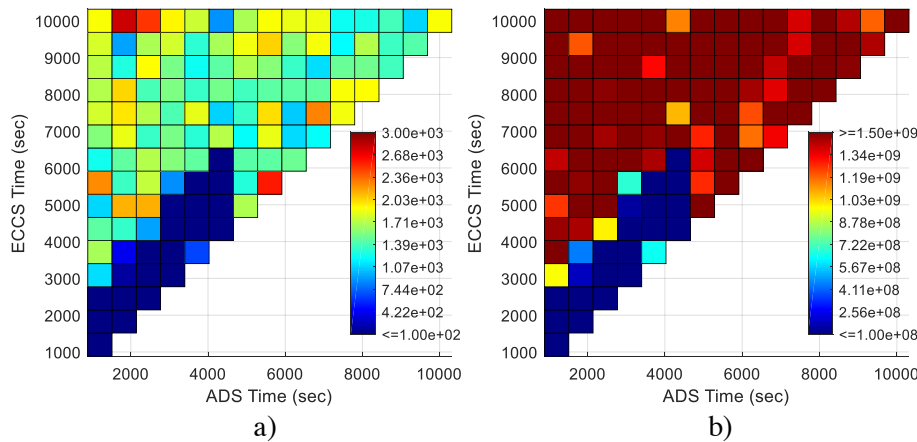 10000
9000
8000
7000
6000
5000
4000
3000
2000
1000
ECCS Time (sec)
3.00e+03
2.68e+03
2.36e+03
2.03e+03
1.71e+03
1.39e+03
1.07e+03
7.44e+02
4.22e+02
<=1.00e+02
2000 4000 6000 8000 10000
ADS Time (sec)
a)
10000
9000
8000
7000
6000
5000
4000
3000
2000
1000
ECCS Time (sec)
>=1.50e+09
1.34e+09
1.19e+09
1.03e+09
8.78e+08
7.22e+08
5.67e+08
4.11e+08
2.56e+08
<=1.00e+08
2000 4000 6000 8000 10000
ADS Time (sec)
b)